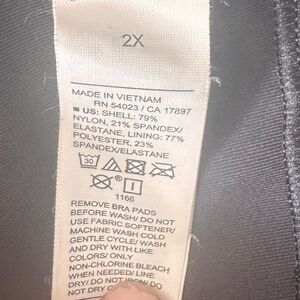 2X
MADE IN VIETNAM
RN 54023 / CA 17897
US: SHELL: 79%
NYLON, 21% SPANDEX/
ELASTANE, LINING: 77%
POLYESTER, 23%
SPANDEX/ELASTANE
30
1166
REMOVE BRA PADS
BEFORE WASH/ DO NOT
USE FABRIC SOFTENER/
MACHINE WASH COLD
GENTLE CYCLE/ WASH
AND DRY WITH LIKE
COLORS/ ONLY
NON-CHLORINE BLEACH
WHEN NEEDED/ LINE
DRY/ DO NOT IRON/ DO
NOT DRY